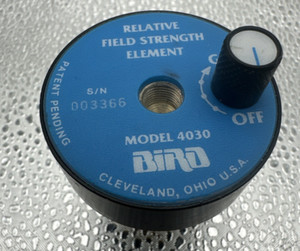 RELATIVE
FIELD STRENGTH
ELEMENT
PATENT PENDING
S/N
003366
OFF
MODEL 4030
BIRD
CLEVELAND, OHIO U.S.A.